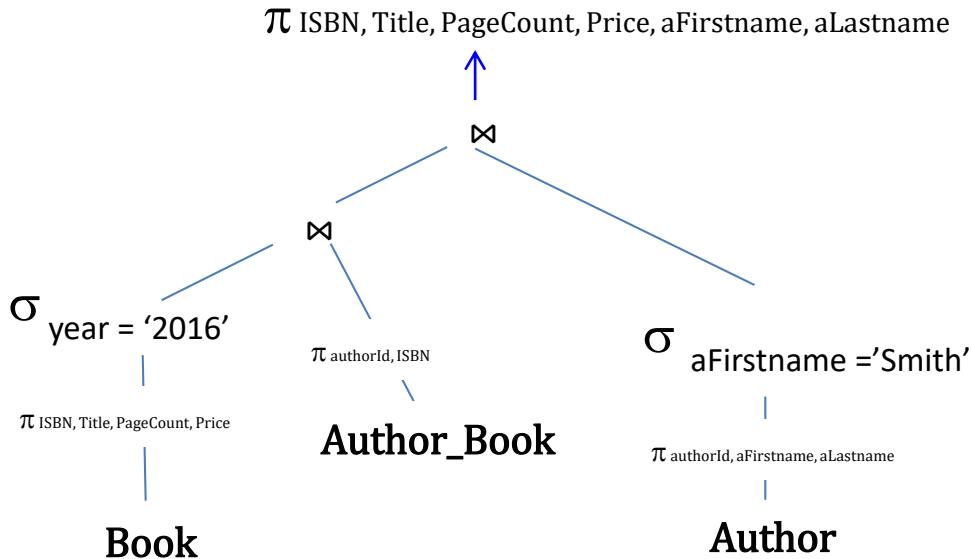 π ISBN, Title, PageCount, Price, aFirstname, aLastname
⋈
⋈
σ year = ‘2016’
π authorId, ISBN
σ aFirstname =’Smith’
π ISBN, Title, PageCount, Price
Author_Book
π authorId, aFirstname, aLastname
Book
Author